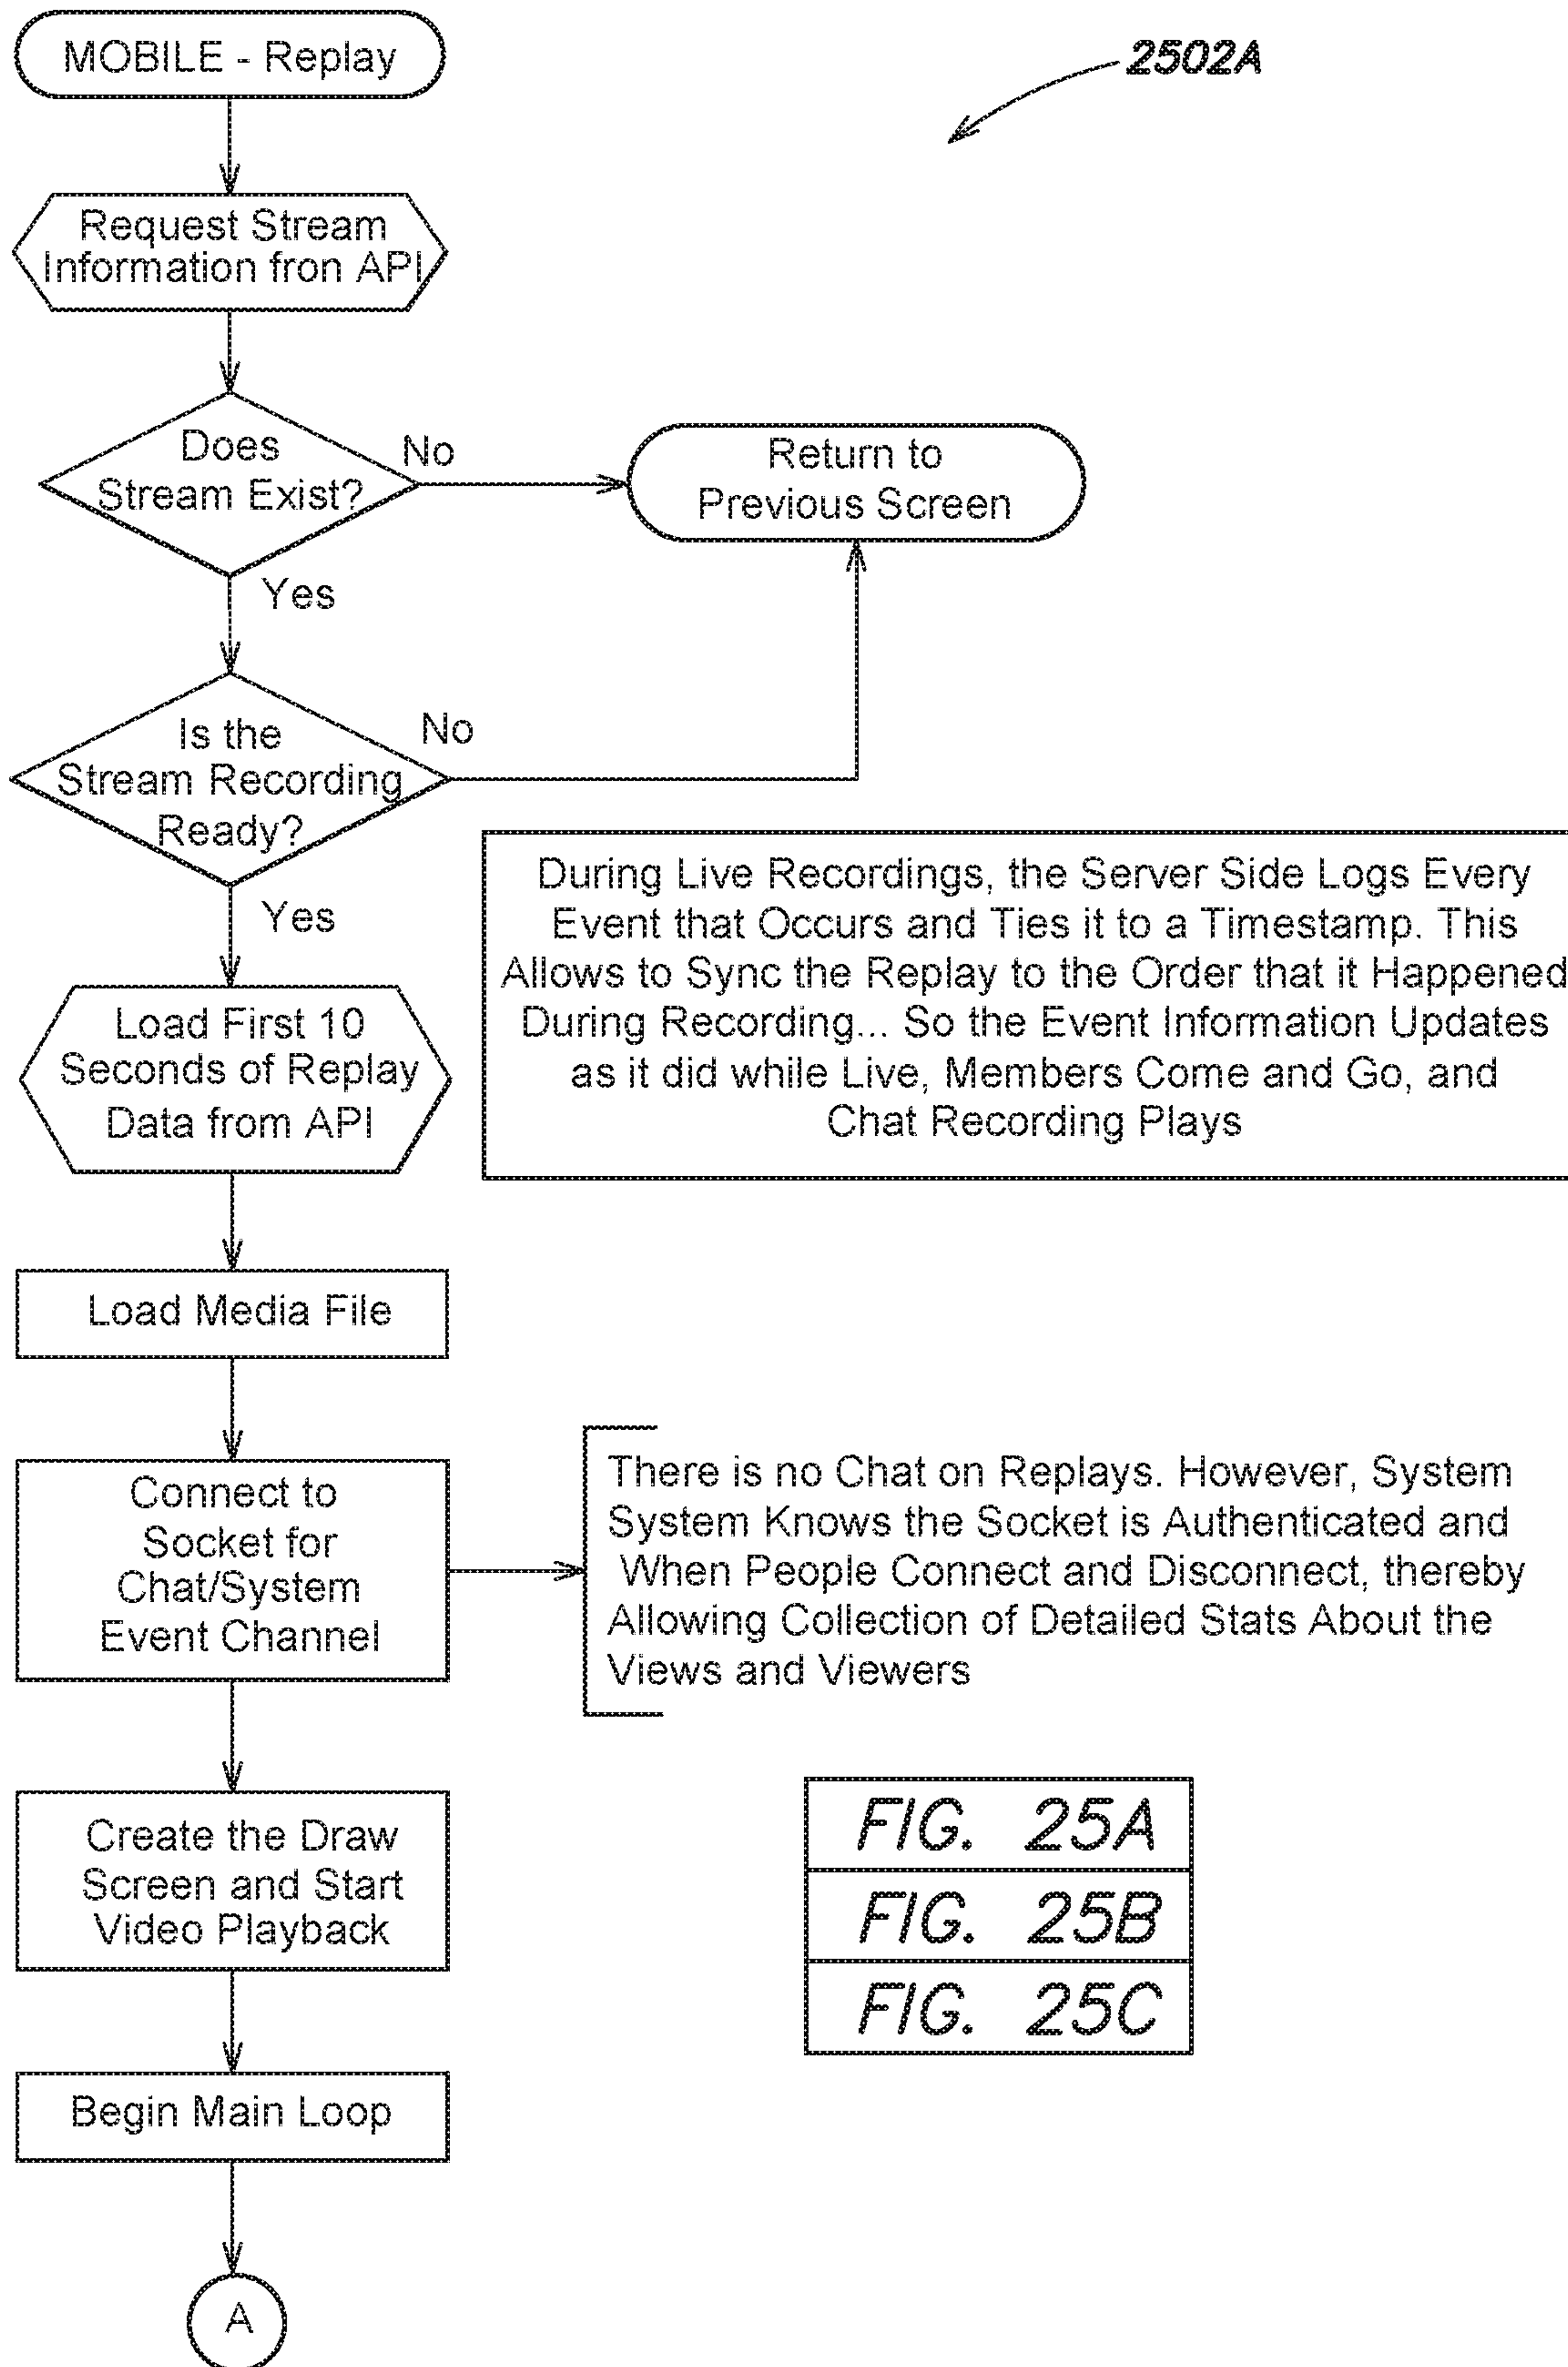 MOBILE - Replay
2502A
Request Stream
Information fron API
Does
Stream Exist?
No
Return to
Previous Screen
Yes
Is the
Stream Recording
Ready?
No
Yes
During Live Recordings, the Server Side Logs Every
Event that Occurs and Ties it to a Timestamp. This
Allows to Sync the Replay to the Order that it Happened
During Recording... So the Event Information Updates
as it did while Live, Members Come and Go, and
Chat Recording Plays
Load First 10
Seconds of Replay
Data from API
Load Media File
Connect to
Socket for
Chat/System
Event Channel
There is no Chat on Replays. However, System
System Knows the Socket is Authenticated and
When People Connect and Disconnect, thereby
Allowing Collection of Detailed Stats About the
Views and Viewers
Create the Draw
Screen and Start
Video Playback
FIG. 25A
FIG. 25B
FIG. 25C
Begin Main Loop
A